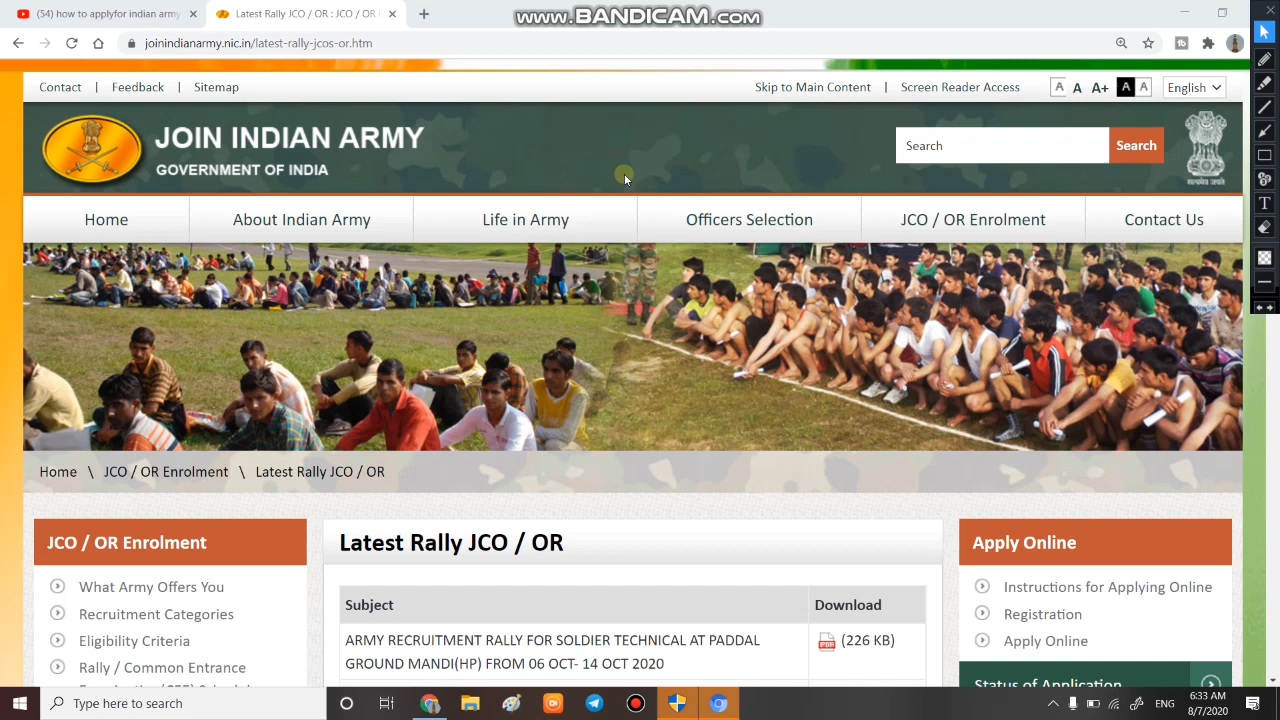 (54) how to applyfor indian army
Latest Rally JCO / OR : JCO / OR
www.BANDICAM.com
joinindianarmy.nic.in/latest-rally-jcos-or.htm
Contact | Feedback | Sitemap
Skip to Main Content | Screen Reader Access
A A A+ A A English
JOIN INDIAN ARMY
GOVERNMENT OF INDIA
Search Search
सत्यमेव जयते
Home About Indian Army Life in Army Officers Selection JCO / OR Enrolment Contact Us
Home \ JCO / OR Enrolment \ Latest Rally JCO / OR
JCO / OR Enrolment
What Army Offers You
Recruitment Categories
Eligibility Criteria
Rally / Common Entrance
Latest Rally JCO / OR
Subject Download
ARMY RECRUITMENT RALLY FOR SOLDIER TECHNICAL AT PADDAL
GROUND MANDI(HP) FROM 06 OCT- 14 OCT 2020
(226 KB)
Apply Online
Instructions for Applying Online
Registration
Apply Online
Status of Application
Type here to search
ENG
6:33 AM
8/7/2020